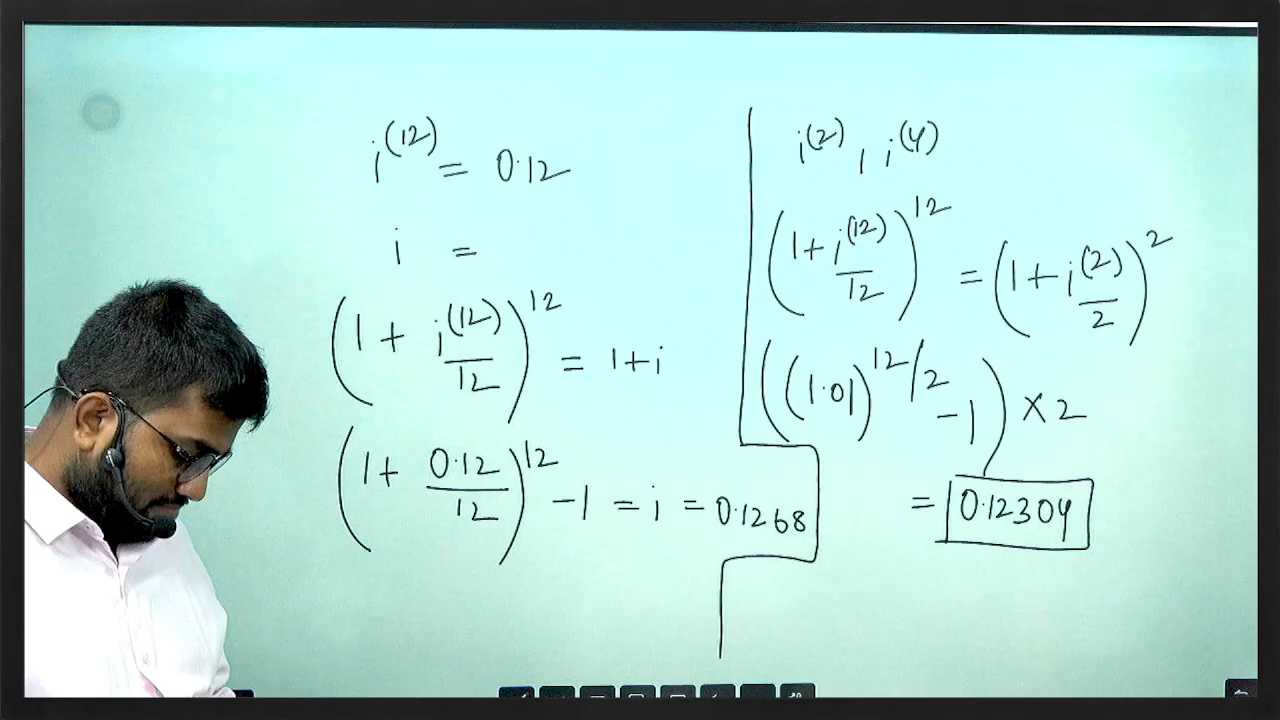 i^(12) = 0.12
i =
(1 + i^(12)/12)^12 = 1+i
(1 + 0.12/12)^12 -1 = i = 0.1268
i^(2) , i^(4)
(1 + i^(12)/12)^12 = (1 + i^(2)/2)^2
((1.01)^12/2 -1) × 2
= 0.12304